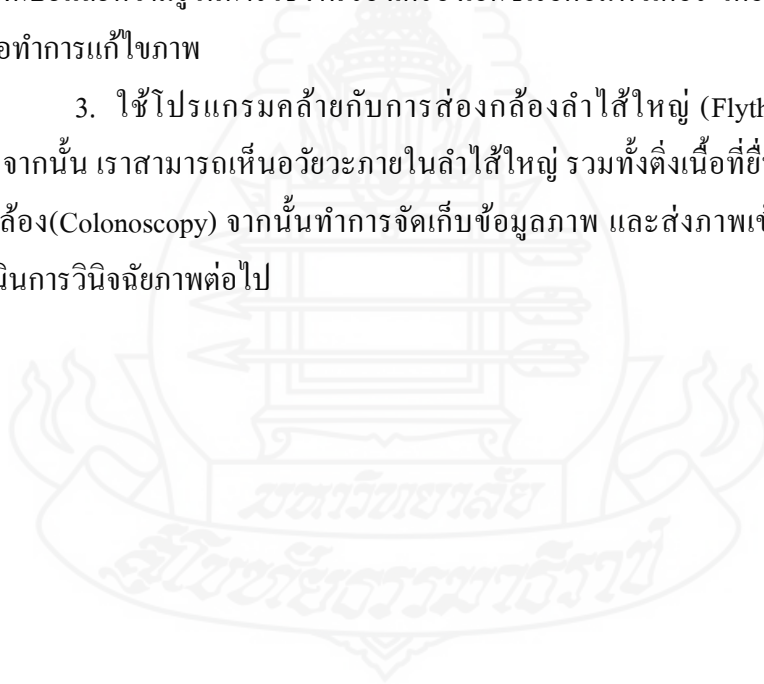 อทำการแก้ไขภาพ
3. ใช้โปรแกรมคล้ายกับการส่องกล้องลำไส้ใหญ่ (Flyth
จากนั้น เราสามารถเห็นอวัยวะภายในลำไส้ใหญ่ รวมทั้งติ่งเนื้อที่ยื่น
ล้อง(Colonoscopy) จากนั้นทำการจัดเก็บข้อมูลภาพ และส่งภาพเข้
นินการวินิจฉัยภาพต่อไป
มหาวิทยาลัย
สุโขทัยธรรมาธิราช